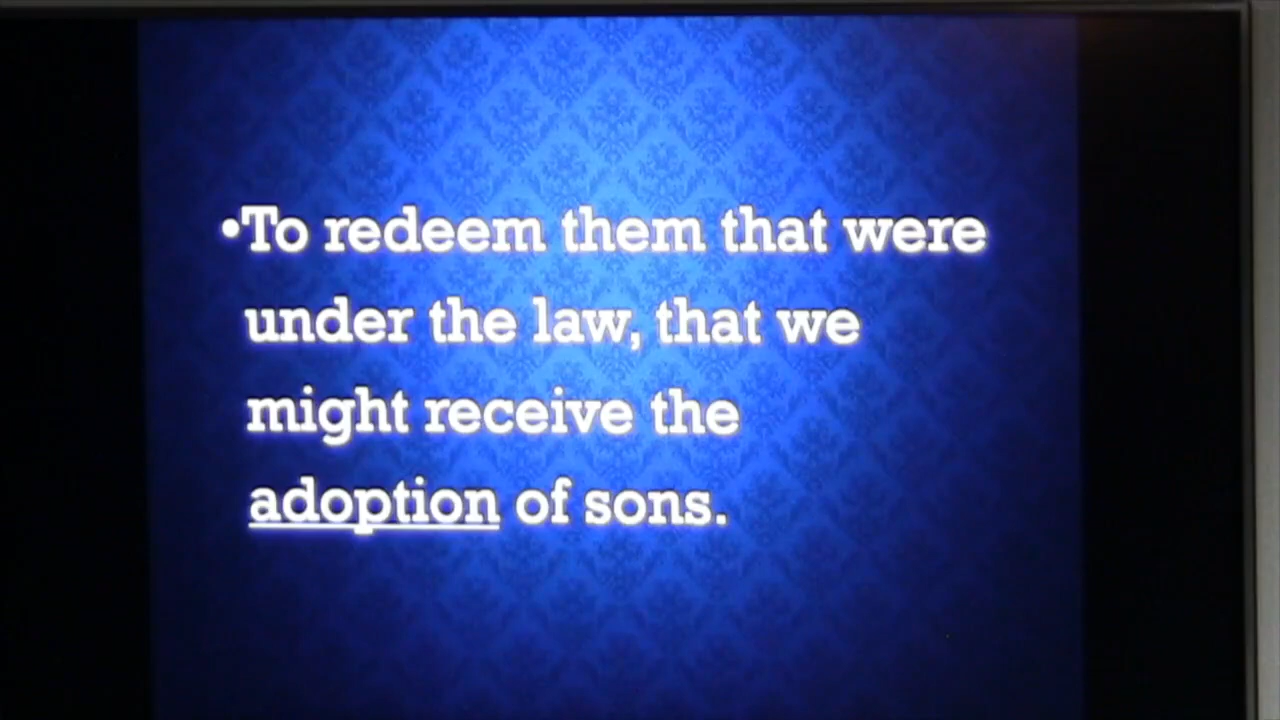 •To redeem them that were
under the law, that we
might receive the
adoption of sons.